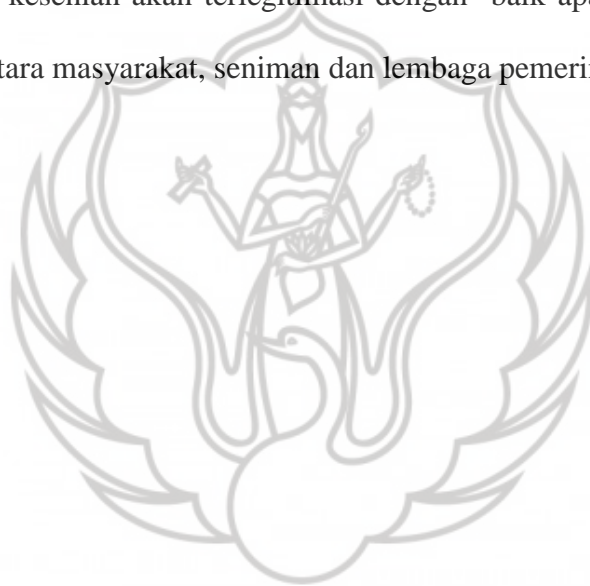 kesenian akan terlegitimasi dengan baik
tara masyarakat, seniman dan lembaga